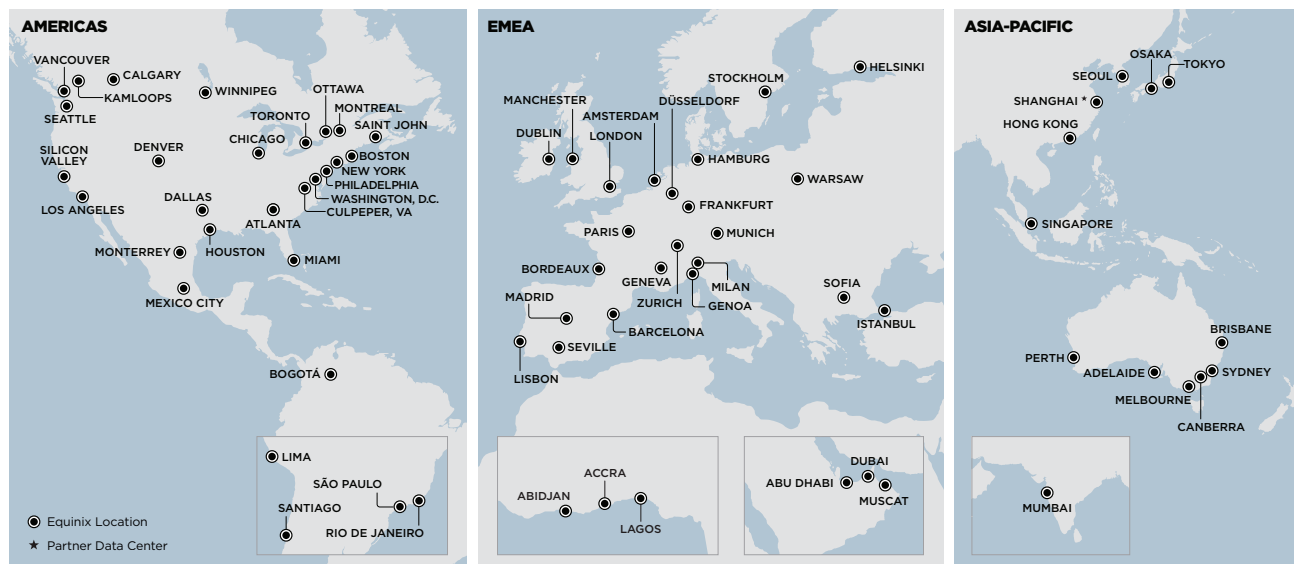 AMERICAS
VANCOUVER
CALGARY
KAMLOOPS
SEATTLE
WINNIPEG
OTTAWA
MONTREAL
TORONTO
SAINT JOHN
CHICAGO
SILICON
VALLEY
DENVER
BOSTON
NEW YORK
PHILADELPHIA
WASHINGTON, D.C.
CULPEPER, VA
LOS ANGELES
DALLAS
ATLANTA
MONTERREY
HOUSTON
MIAMI
MEXICO CITY
BOGOTÁ
LIMA
SÃO PAULO
SANTIAGO
RIO DE JANEIRO
Equinix Location
★ Partner Data Center
EMEA
HELSINKI
STOCKHOLM
MANCHESTER
DÜSSELDORF
AMSTERDAM
DUBLIN
LONDON
HAMBURG
WARSAW
FRANKFURT
PARIS
MUNICH
BORDEAUX
GENEVA
MILAN
SOFIA
MADRID
ZURICH
GENOA
ISTANBUL
BARCELONA
SEVILLE
LISBON
ACCRA
ABIDJAN
LAGOS
DUBAI
ABU DHABI
MUSCAT
ASIA-PACIFIC
OSAKA
TOKYO
SEOUL
SHANGHAI ★
HONG KONG
SINGAPORE
BRISBANE
PERTH
ADELAIDE
SYDNEY
MELBOURNE
CANBERRA
MUMBAI